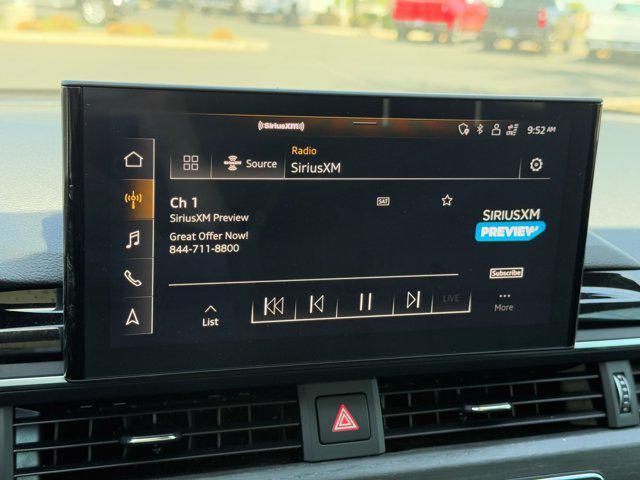 ((SiriusXM))
9:52 AM
Radio
Source
SiriusXM
Ch 1
SAT
SiriusXM Preview
SIRIUSXM
PREVIEW
Great Offer Now!
844-711-8800
Subscribe
List
LIVE
More